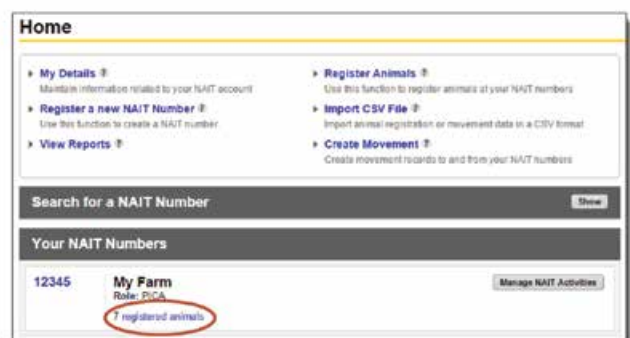 Home
My Details
Maintain information related to your NAIT account
Register a new NAIT Number
Use this function to create a NAIT number
View Reports
Register Animals
Use this function to register animals at your NAIT numbers
Import CSV File
Import animal registration or movement data in a CSV format
Create Movement
Create movement records to and from your NAIT numbers
Search for a NAIT Number
Show
Your NAIT Numbers
12345
My Farm
Manage NAIT Activities
Role: PICA
7 registered animals